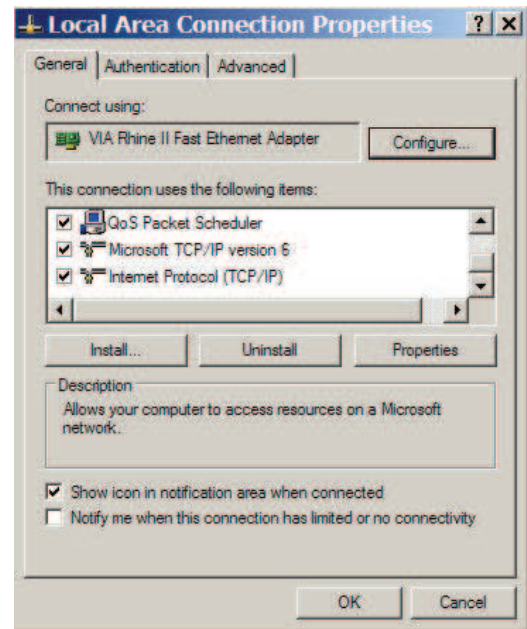 Local Area Connection Properties
General Authentication Advanced
Connect using:
VIA Rhine II Fast Ethernet Adapter Configure...
This connection uses the following items:
QoS Packet Scheduler
Microsoft TCP/IP version 6
Internet Protocol (TCP/IP)
Install... Uninstall Properties
Description
Allows your computer to access resources on a Microsoft
network.
Show icon in notification area when connected
Notify me when this connection has limited or no connectivity
OK Cancel